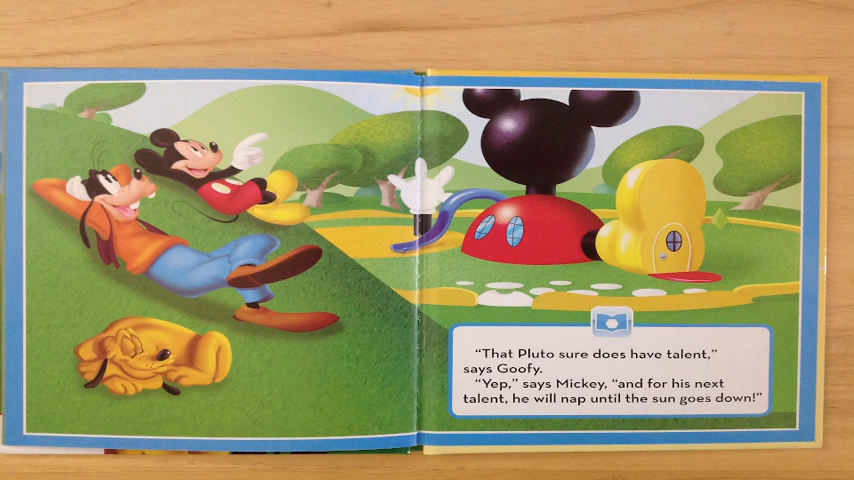 “That Pluto sure does have talent,”
says Goofy.
“Yep,” says Mickey, “and for his next
talent, he will nap until the sun goes down!”